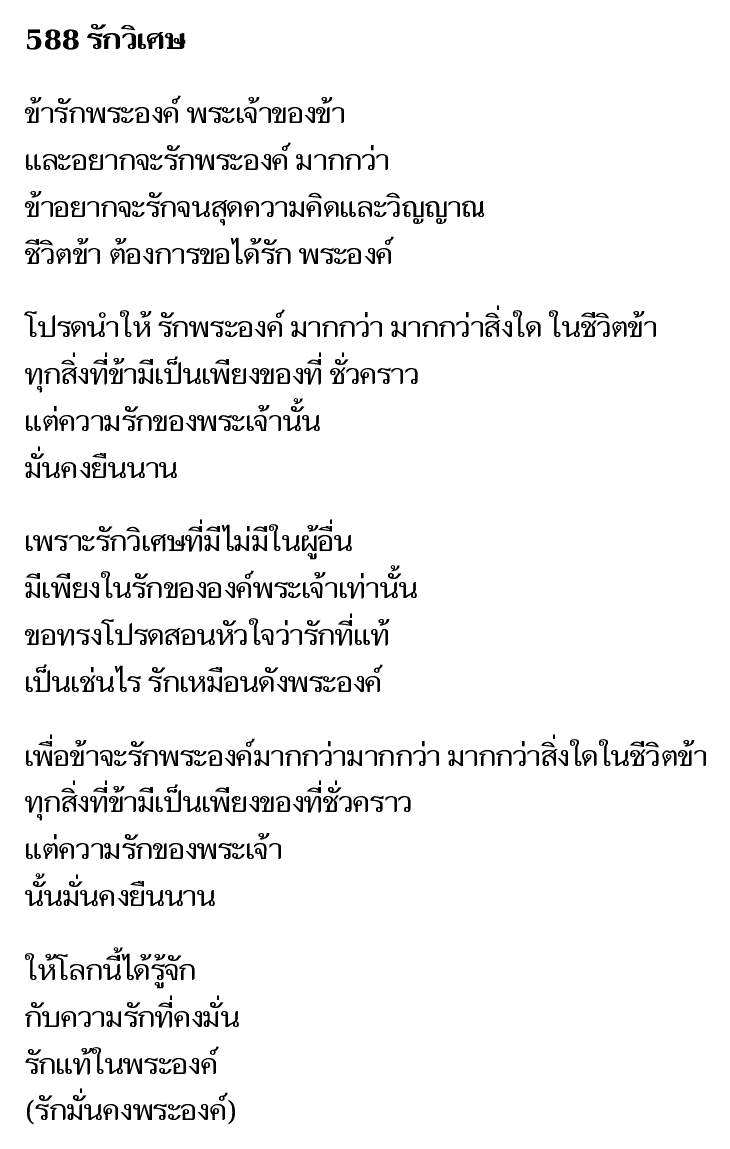 588 รักวิเศษ
ข้ารักพระองค์ พระเจ้าของข้า
และอยากจะรักพระองค์ มากกว่า
ข้าอยากจะรักจนสุดความคิดและวิญญาณ
ชีวิตข้า ต้องการขอได้รัก พระองค์
โปรดนำให้ รักพระองค์ มากกว่า มากกว่าสิ่งใด ในชีวิตข้า
ทุกสิ่งที่ข้ามีเป็นเพียงของที่ ชั่วคราว
แต่ความรักของพระเจ้านั้น
มั่นคงยืนนาน
เพราะรักวิเศษที่มีไม่มีในผู้อื่น
มีเพียงในรักขององค์พระเจ้าเท่านั้น
ขอทรงโปรดสอนหัวใจว่ารักที่แท้
เป็นเช่นไร รักเหมือนดังพระองค์
เพื่อข้าจะรักพระองค์มากกว่ามากกว่า มากกว่าสิ่งใดในชีวิตข้า
ทุกสิ่งที่ข้ามีเป็นเพียงของที่ชั่วคราว
แต่ความรักของพระเจ้า
นั้นมั่นคงยืนนาน
ให้โลกนี้ได้รู้จัก
กับความรักที่คงมั่น
รักแท้ในพระองค์
(รักมั่นคงพระองค์)